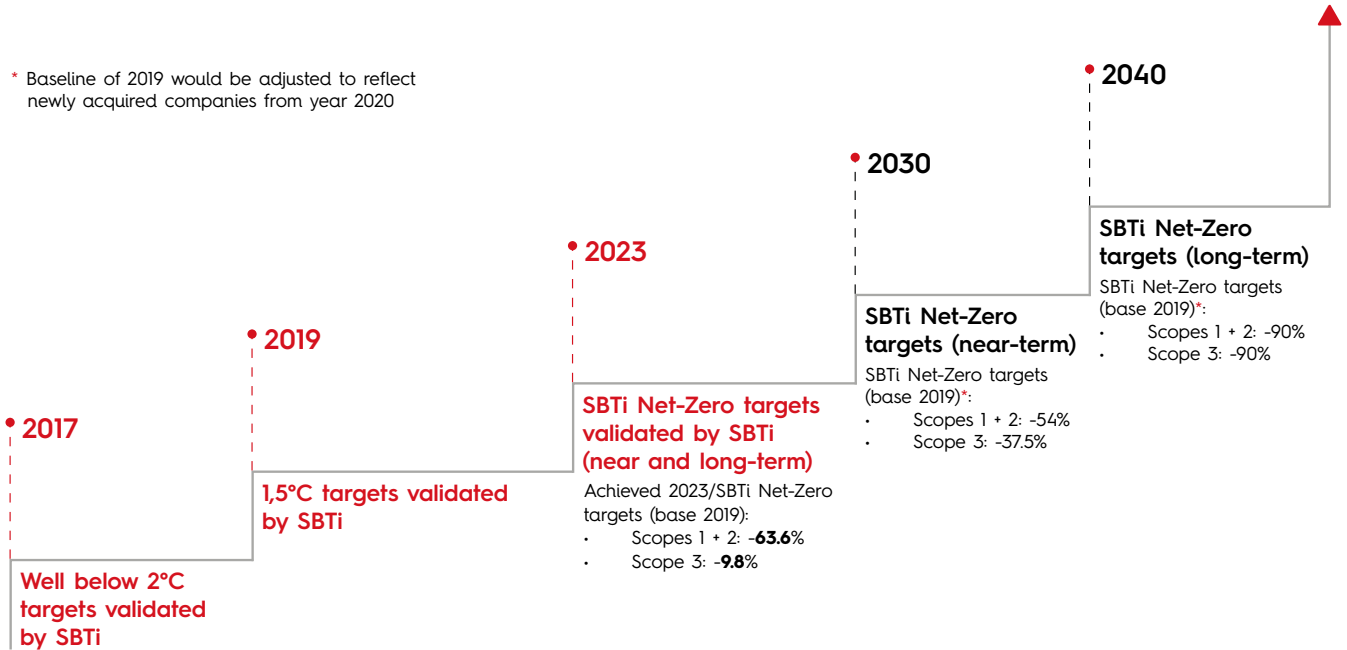 * Baseline of 2019 would be adjusted to reflect
newly acquired companies from year 2020
2017
Well below 2°C
targets validated
by SBTi
2019
1,5°C targets validated
by SBTi
2023
SBTi Net-Zero targets
validated by SBTi
(near and long-term)
Achieved 2023/SBTi Net-Zero
targets (base 2019):
· Scopes 1 + 2: -63.6%
· Scope 3: -9.8%
2030
SBTi Net-Zero
targets (near-term)
SBTi Net-Zero targets
(base 2019)*:
· Scopes 1 + 2: -54%
· Scope 3: -37.5%
2040
SBTi Net-Zero
targets (long-term)
SBTi Net-Zero targets
(base 2019)*:
· Scopes 1 + 2: -90%
· Scope 3: -90%